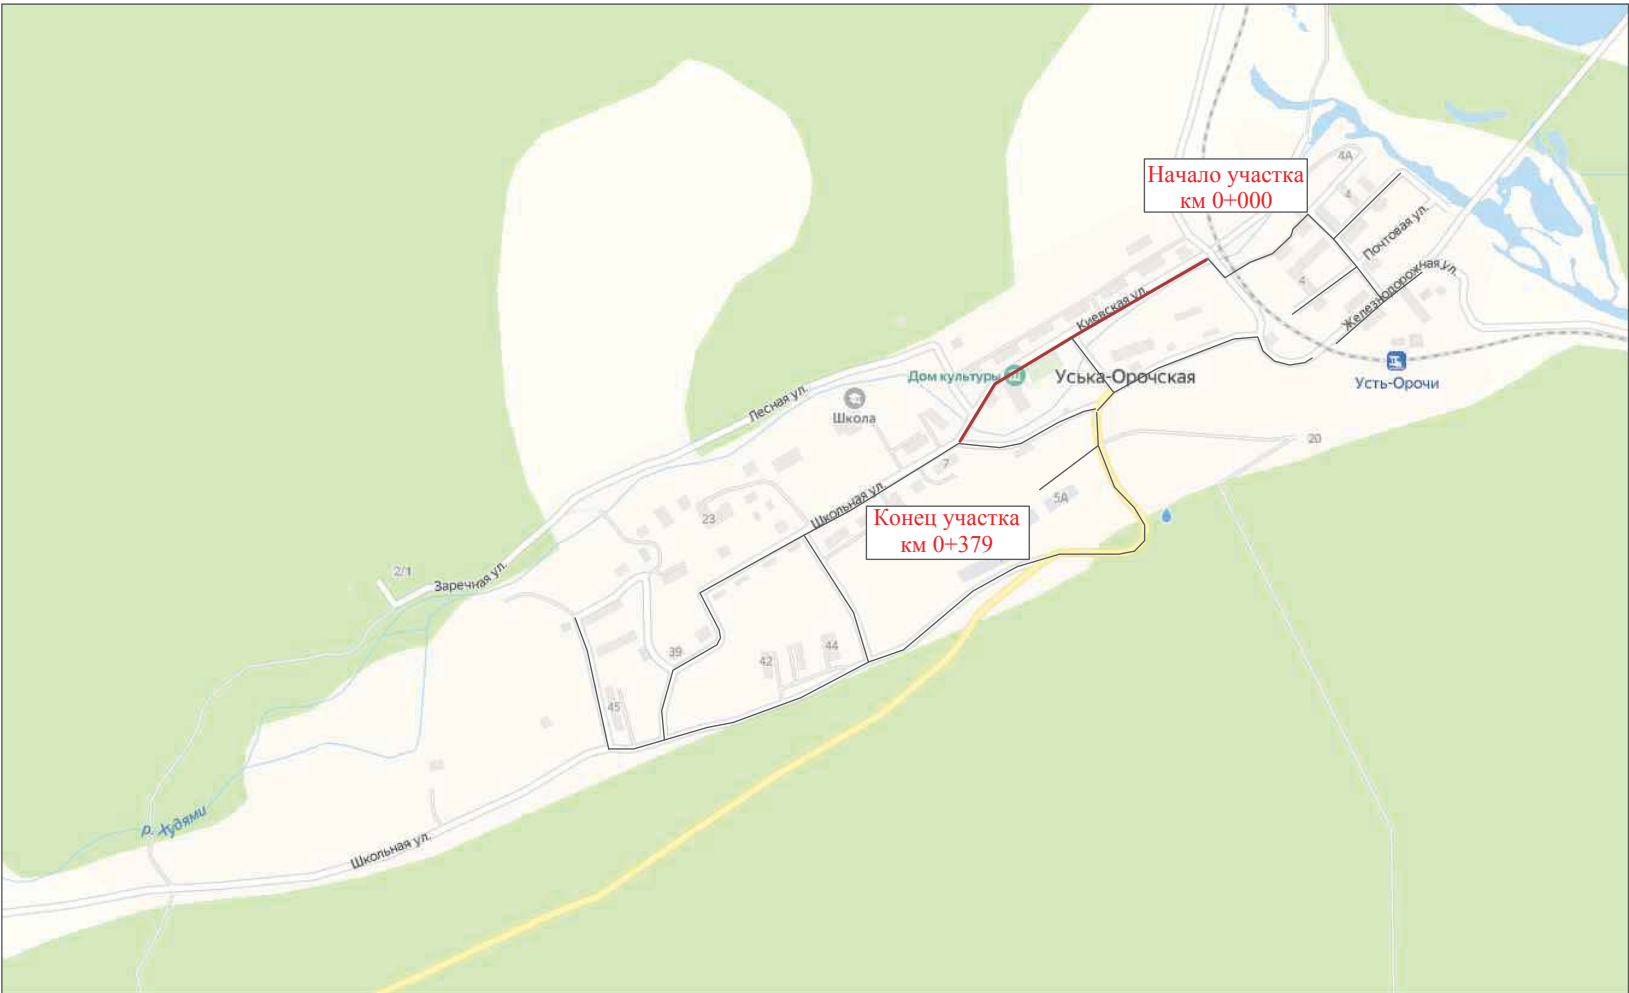 4А
Начало участка
км 0+000
4
Почтовая ул.
4
Железнодорожная ул.
Киевская ул.
Дом культуры
Уська-Орочская
Усть-Орочи
Лесная ул.
Школа
20
7
5Д
Школьная ул.
23
Конец участка
км 0+379
2/1
Заречная ул.
39
42
44
45
р. Худями
Школьная ул.